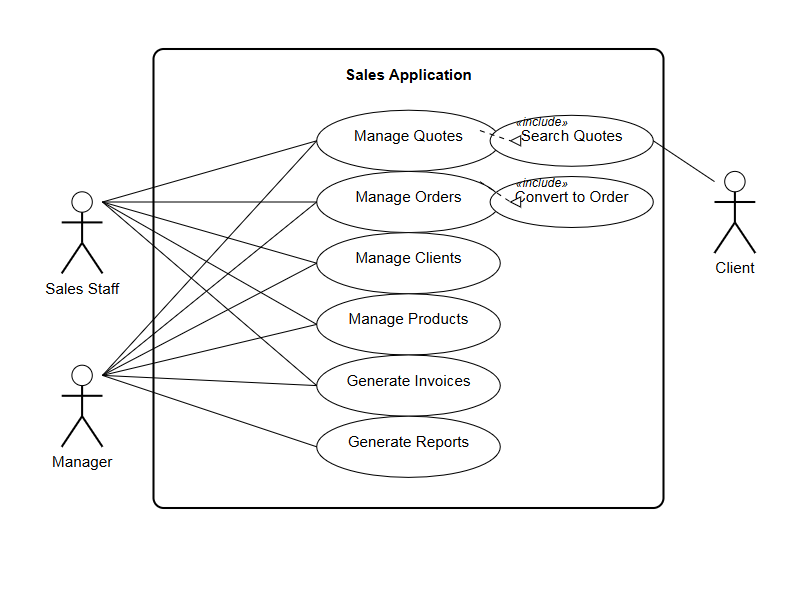 Sales Application
Manage Quotes
«include»
Search Quotes
Manage Orders
«include»
Convert to Order
Manage Clients
Manage Products
Generate Invoices
Generate Reports
Sales Staff
Manager
Client